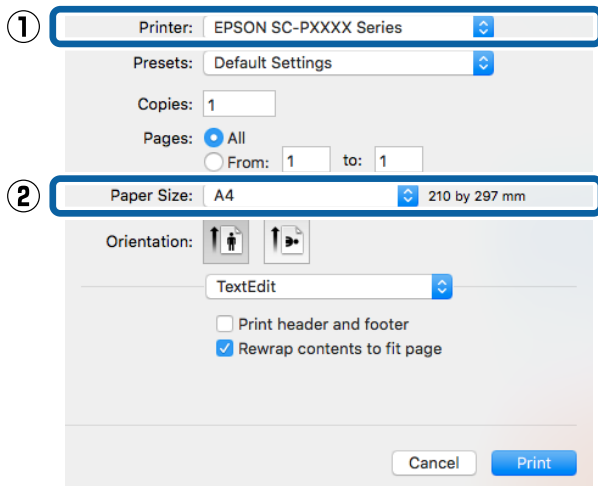 1 Printer: EPSON SC-PXXXX Series
Presets: Default Settings
Copies: 1
Pages: All
From: 1 to: 1
2 Paper Size: A4 210 by 297 mm
Orientation:
TextEdit
Print header and footer
Rewrap contents to fit page
Cancel Print